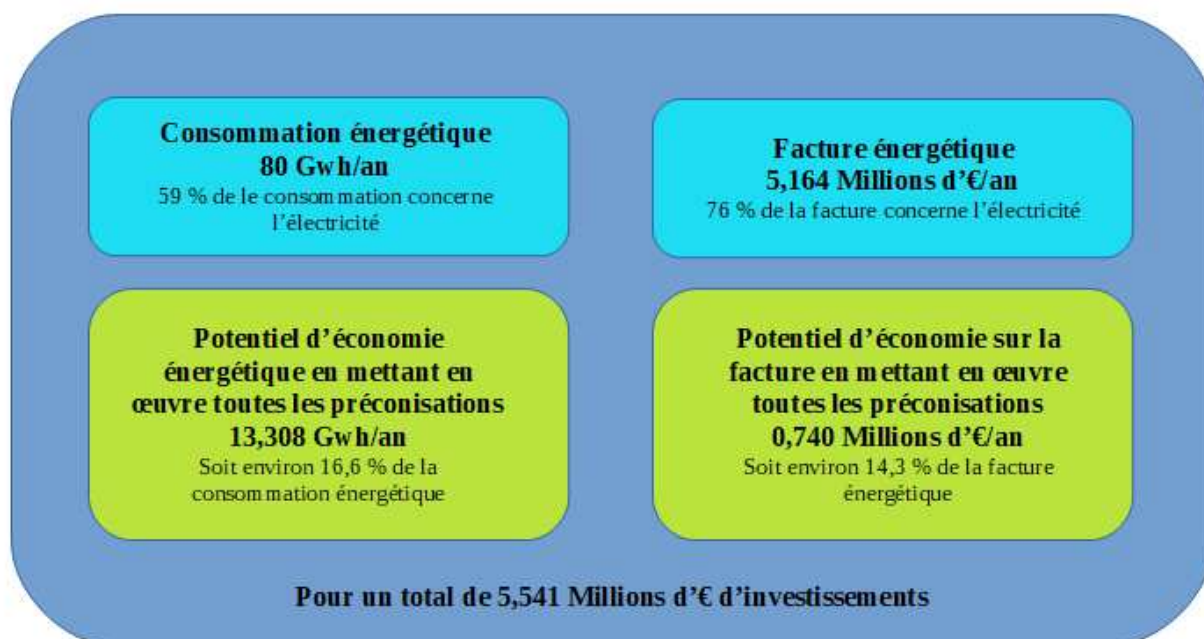 Consommation énergétique
80 Gwh/an
59 % de le consommation concerne
l’électricité
Facture énergétique
5,164 Millions d’€/an
76 % de la facture concerne l’électricité
Potentiel d’économie
énergétique en mettant en
œuvre toutes les préconisations
13,308 Gwh/an
Soit environ 16,6 % de la
consommation énergétique
Potentiel d’économie sur la
facture en mettant en œuvre
toutes les préconisations
0,740 Millions d’€/an
Soit environ 14,3 % de la facture
énergétique
Pour un total de 5,541 Millions d’€ d’investissements